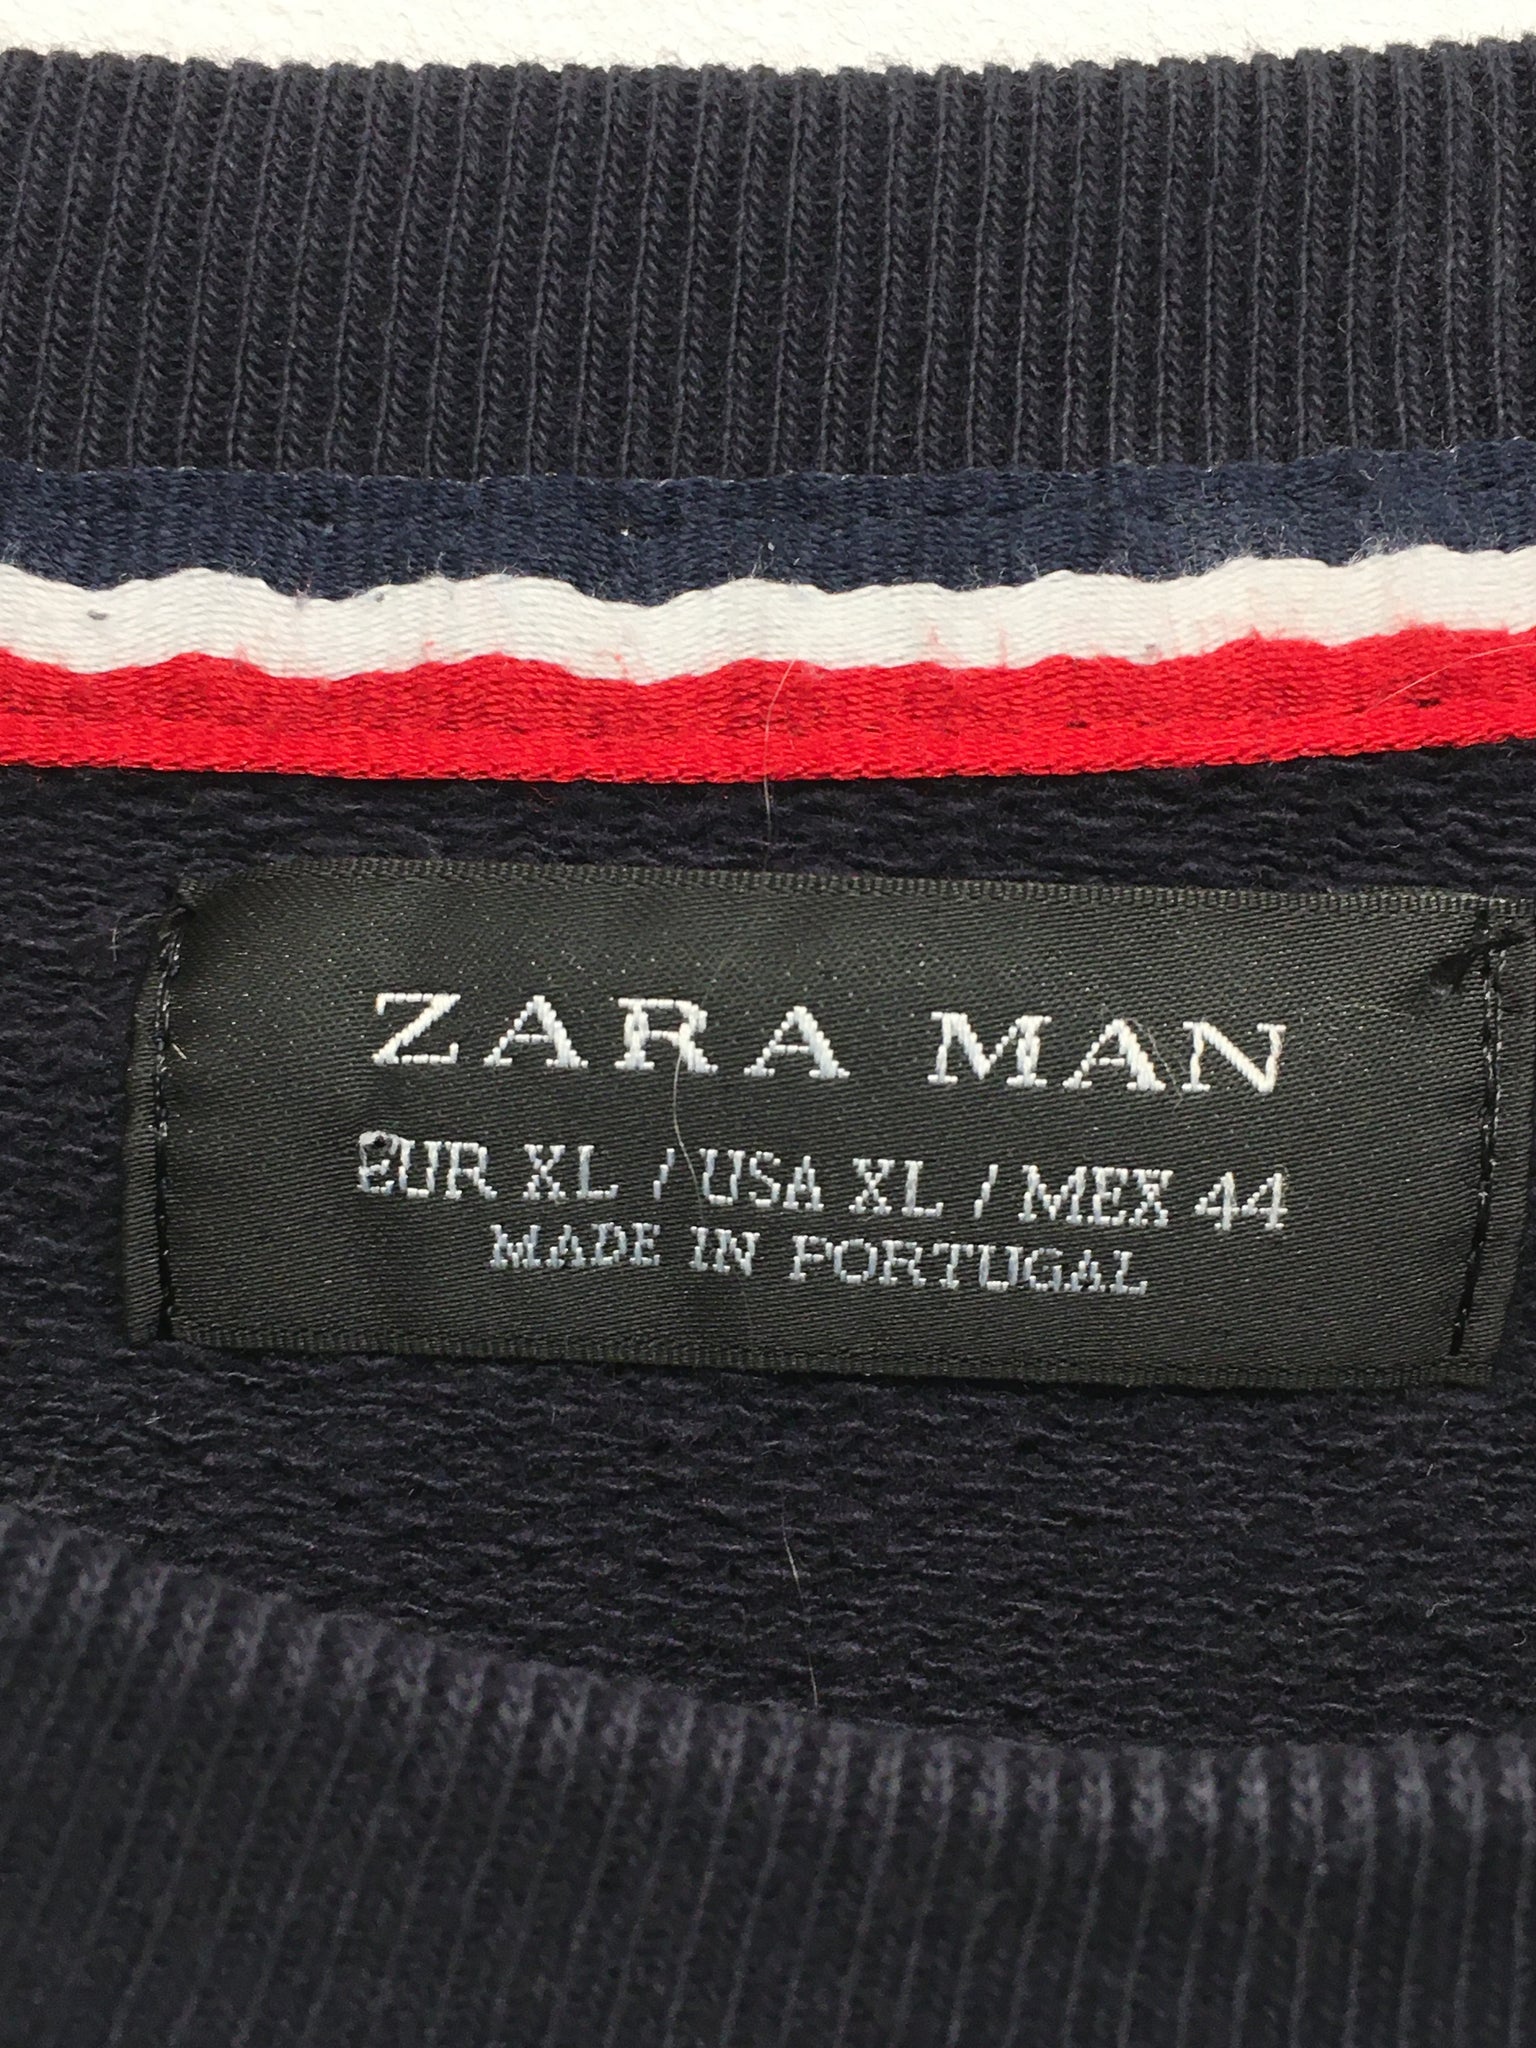 ZARA MAN
EUR XL / USA XL / MEX 44
MADE IN PORTUGAL